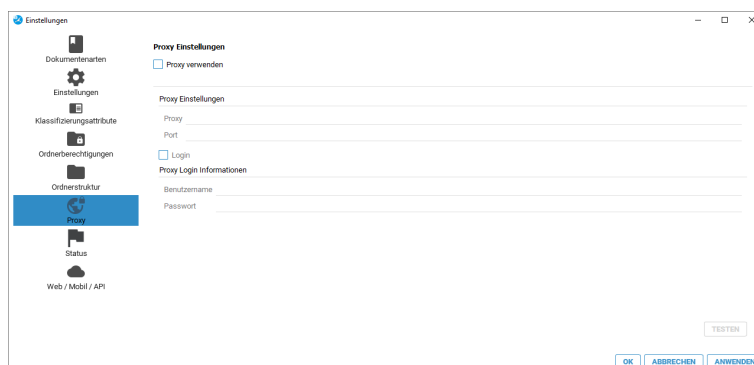 Einstellungen
Dokumentenarten
Einstellungen
Klassifizierungsattribute
Ordnerberechtigungen
Ordnerstruktur
Proxy
Status
Web / Mobil / API
Proxy Einstellungen
Proxy verwenden
Proxy Einstellungen
Proxy
Port
Login
Proxy Login Informationen
Benutzername
Passwort
TESTEN
OK ABBRECHEN ANWENDEN